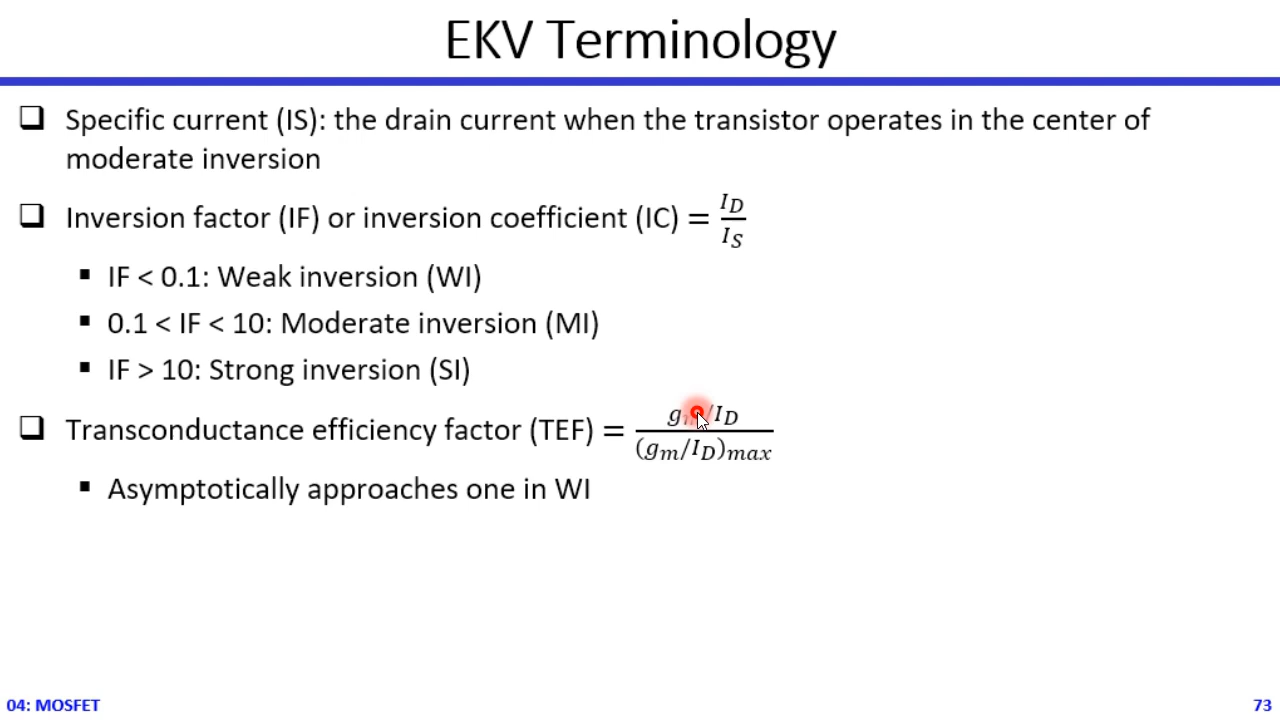 EKV Terminology
❑ Specific current (IS): the drain current when the transistor operates in the center of
moderate inversion
❑ Inversion factor (IF) or inversion coefficient (IC) = I_D / I_S
▪ IF < 0.1: Weak inversion (WI)
▪ 0.1 < IF < 10: Moderate inversion (MI)
▪ IF > 10: Strong inversion (SI)
❑ Transconductance efficiency factor (TEF) = (g_m/I_D) / (g_m/I_D)_max
▪ Asymptotically approaches one in WI
04: MOSFET
73